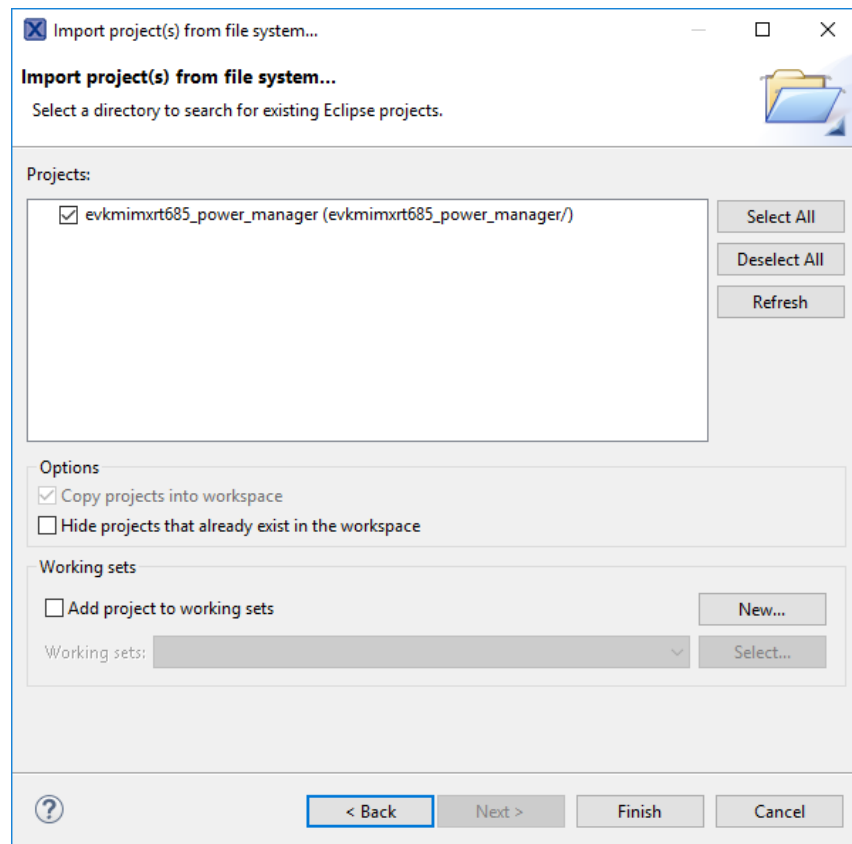 Import project(s) from file system...
Import project(s) from file system...
Select a directory to search for existing Eclipse projects.
Projects:
evkmimxrt685_power_manager (evkmimxrt685_power_manager/)
Select All
Deselect All
Refresh
Options
Copy projects into workspace
Hide projects that already exist in the workspace
Working sets
Add project to working sets
New...
Working sets:
Select...
< Back
Next >
Finish
Cancel